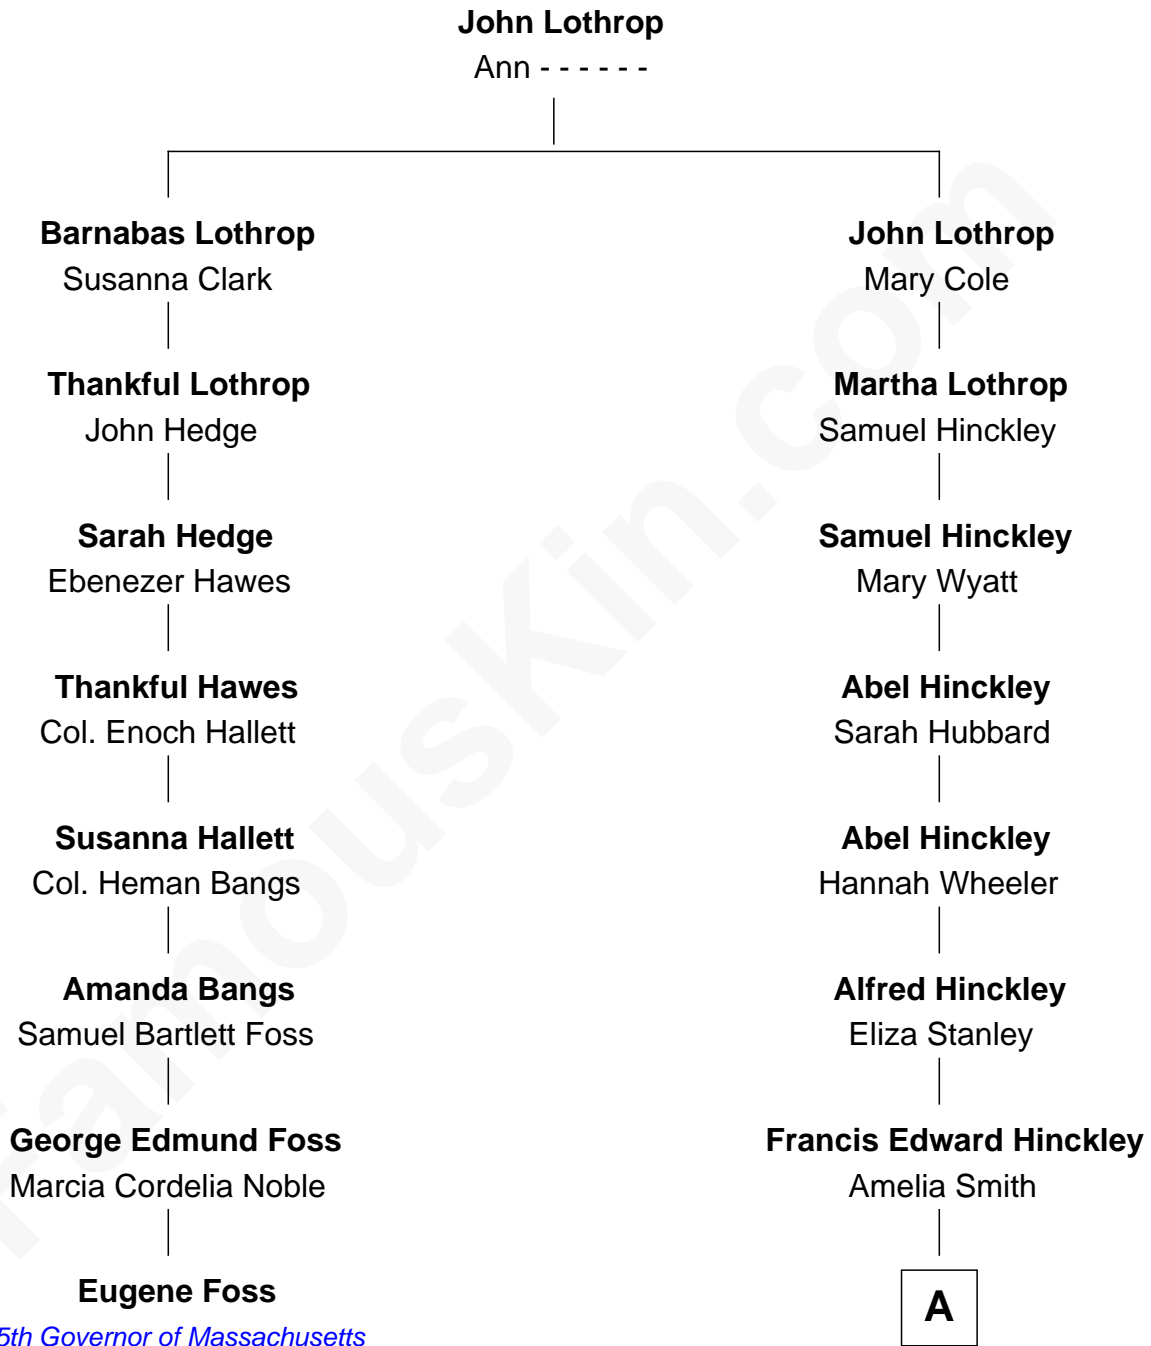 John Lothrop
Ann - - - - - -
Barnabas Lothrop
Susanna Clark
Thankful Lothrop
John Hedge
Sarah Hedge
Ebenezer Hawes
Thankful Hawes
Col. Enoch Hallett
Susanna Hallett
Col. Heman Bangs
Amanda Bangs
Samuel Bartlett Foss
George Edmund Foss
Marcia Cordelia Noble
Eugene Foss
5th Governor of Massachusetts
John Lothrop
Mary Cole
Martha Lothrop
Samuel Hinckley
Samuel Hinckley
Mary Wyatt
Abel Hinckley
Sarah Hubbard
Abel Hinckley
Hannah Wheeler
Alfred Hinckley
Eliza Stanley
Francis Edward Hinckley
Amelia Smith
A
FamousKin.com